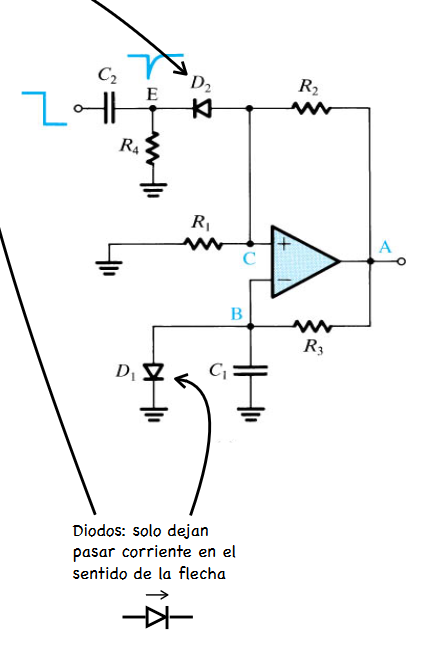 C2
E
D2
R2
R4
R1
+
C
A
−
B
R3
D1
C1
Diodos: solo dejan
pasar corriente en el
sentido de la flecha